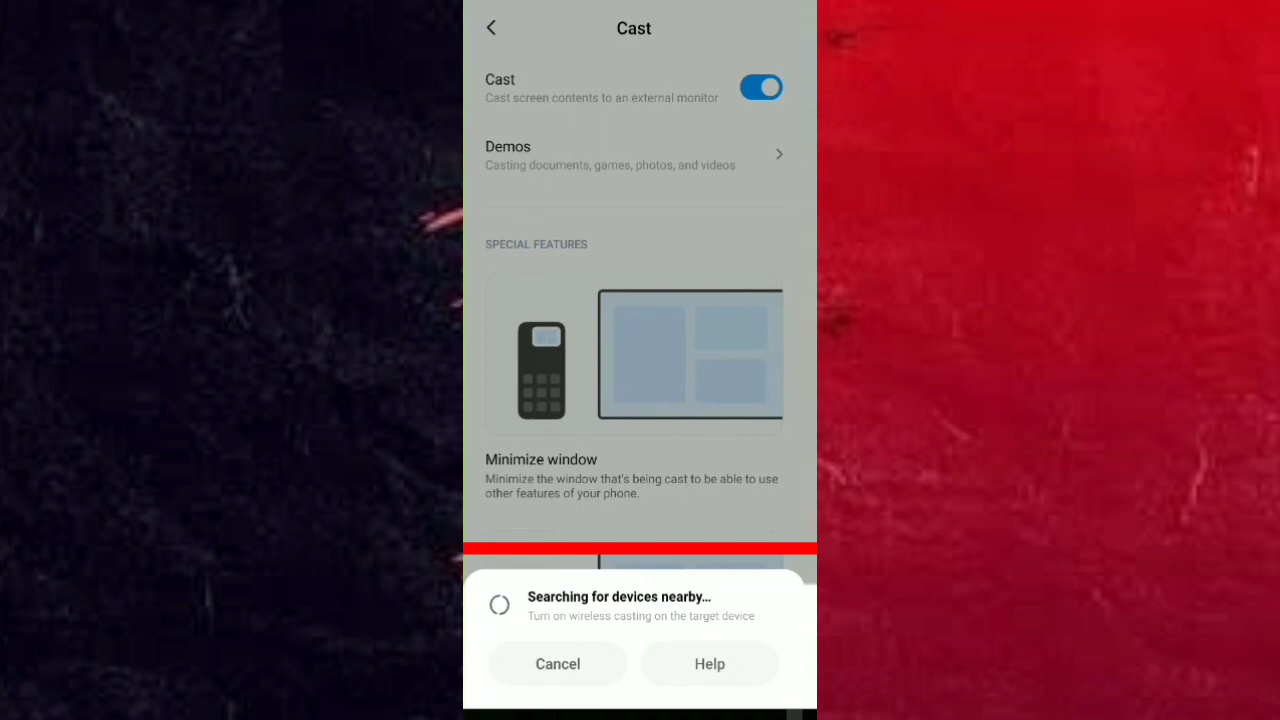 Cast
Cast
Cast screen contents to an external monitor
Demos
Casting documents, games, photos, and videos
SPECIAL FEATURES
Minimize window
Minimize the window that's being cast to be able to use
other features of your phone.
Searching for devices nearby...
Turn on wireless casting on the target device
Cancel
Help